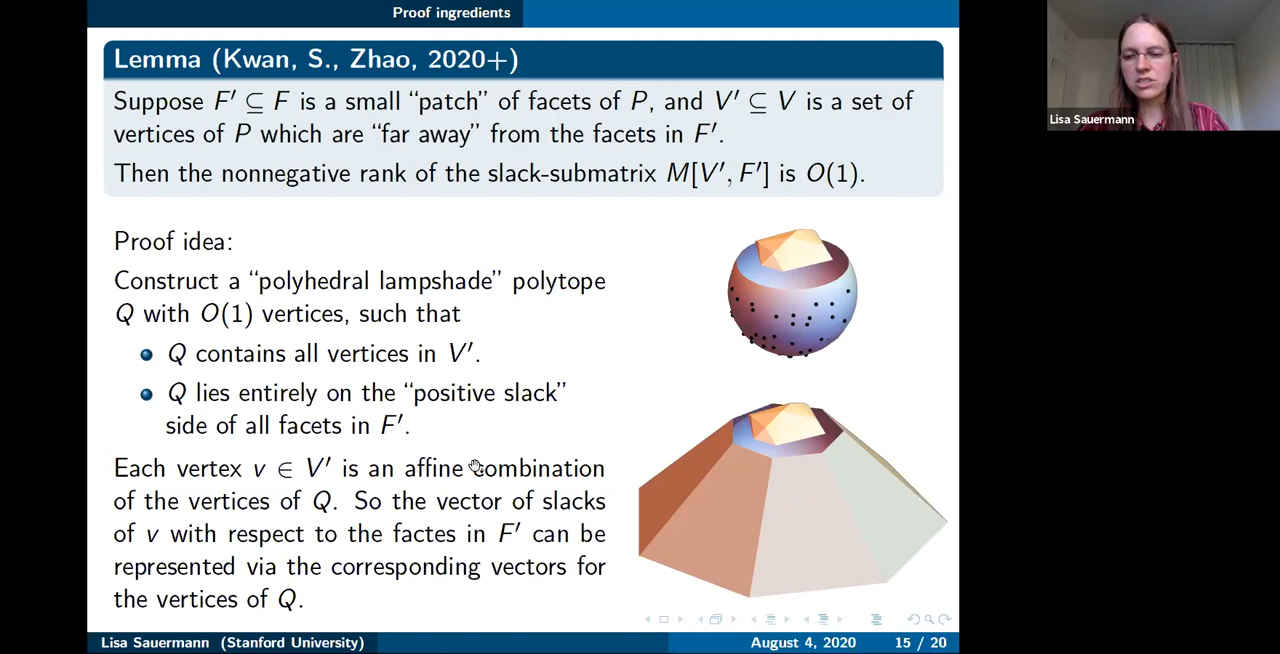 Proof ingredients
Lemma (Kwan, S., Zhao, 2020+)
Suppose F′ ⊆ F is a small “patch” of facets of P, and V′ ⊆ V is a set of
vertices of P which are “far away” from the facets in F′.
Then the nonnegative rank of the slack-submatrix M[V′, F′] is O(1).
Proof idea:
Construct a “polyhedral lampshade” polytope
Q with O(1) vertices, such that
Q contains all vertices in V′.
Q lies entirely on the “positive slack”
side of all facets in F′.
Each vertex v ∈ V′ is an affine combination
of the vertices of Q. So the vector of slacks
of v with respect to the factes in F′ can be
represented via the corresponding vectors for
the vertices of Q.
Lisa Sauermann (Stanford University)
August 4, 2020
15 / 20
Lisa Sauermann